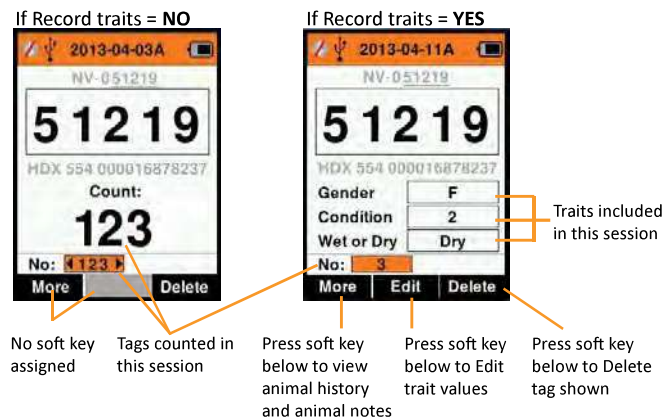 If Record traits = NO
2013-04-03A
NV-051219
51219
HDX 554 000016878237
Count:
123
No: 123
More Delete
No soft key
assigned
Tags counted in
this session
If Record traits = YES
2013-04-11A
NV-051219
51219
HDX 554 000016878237
Gender F
Condition 2
Wet or Dry Dry
No: 3
More Edit Delete
Traits included
in this session
Press soft key
below to view
animal history
and animal notes
Press soft key
below to Edit
trait values
Press soft key
below to Delete
tag shown